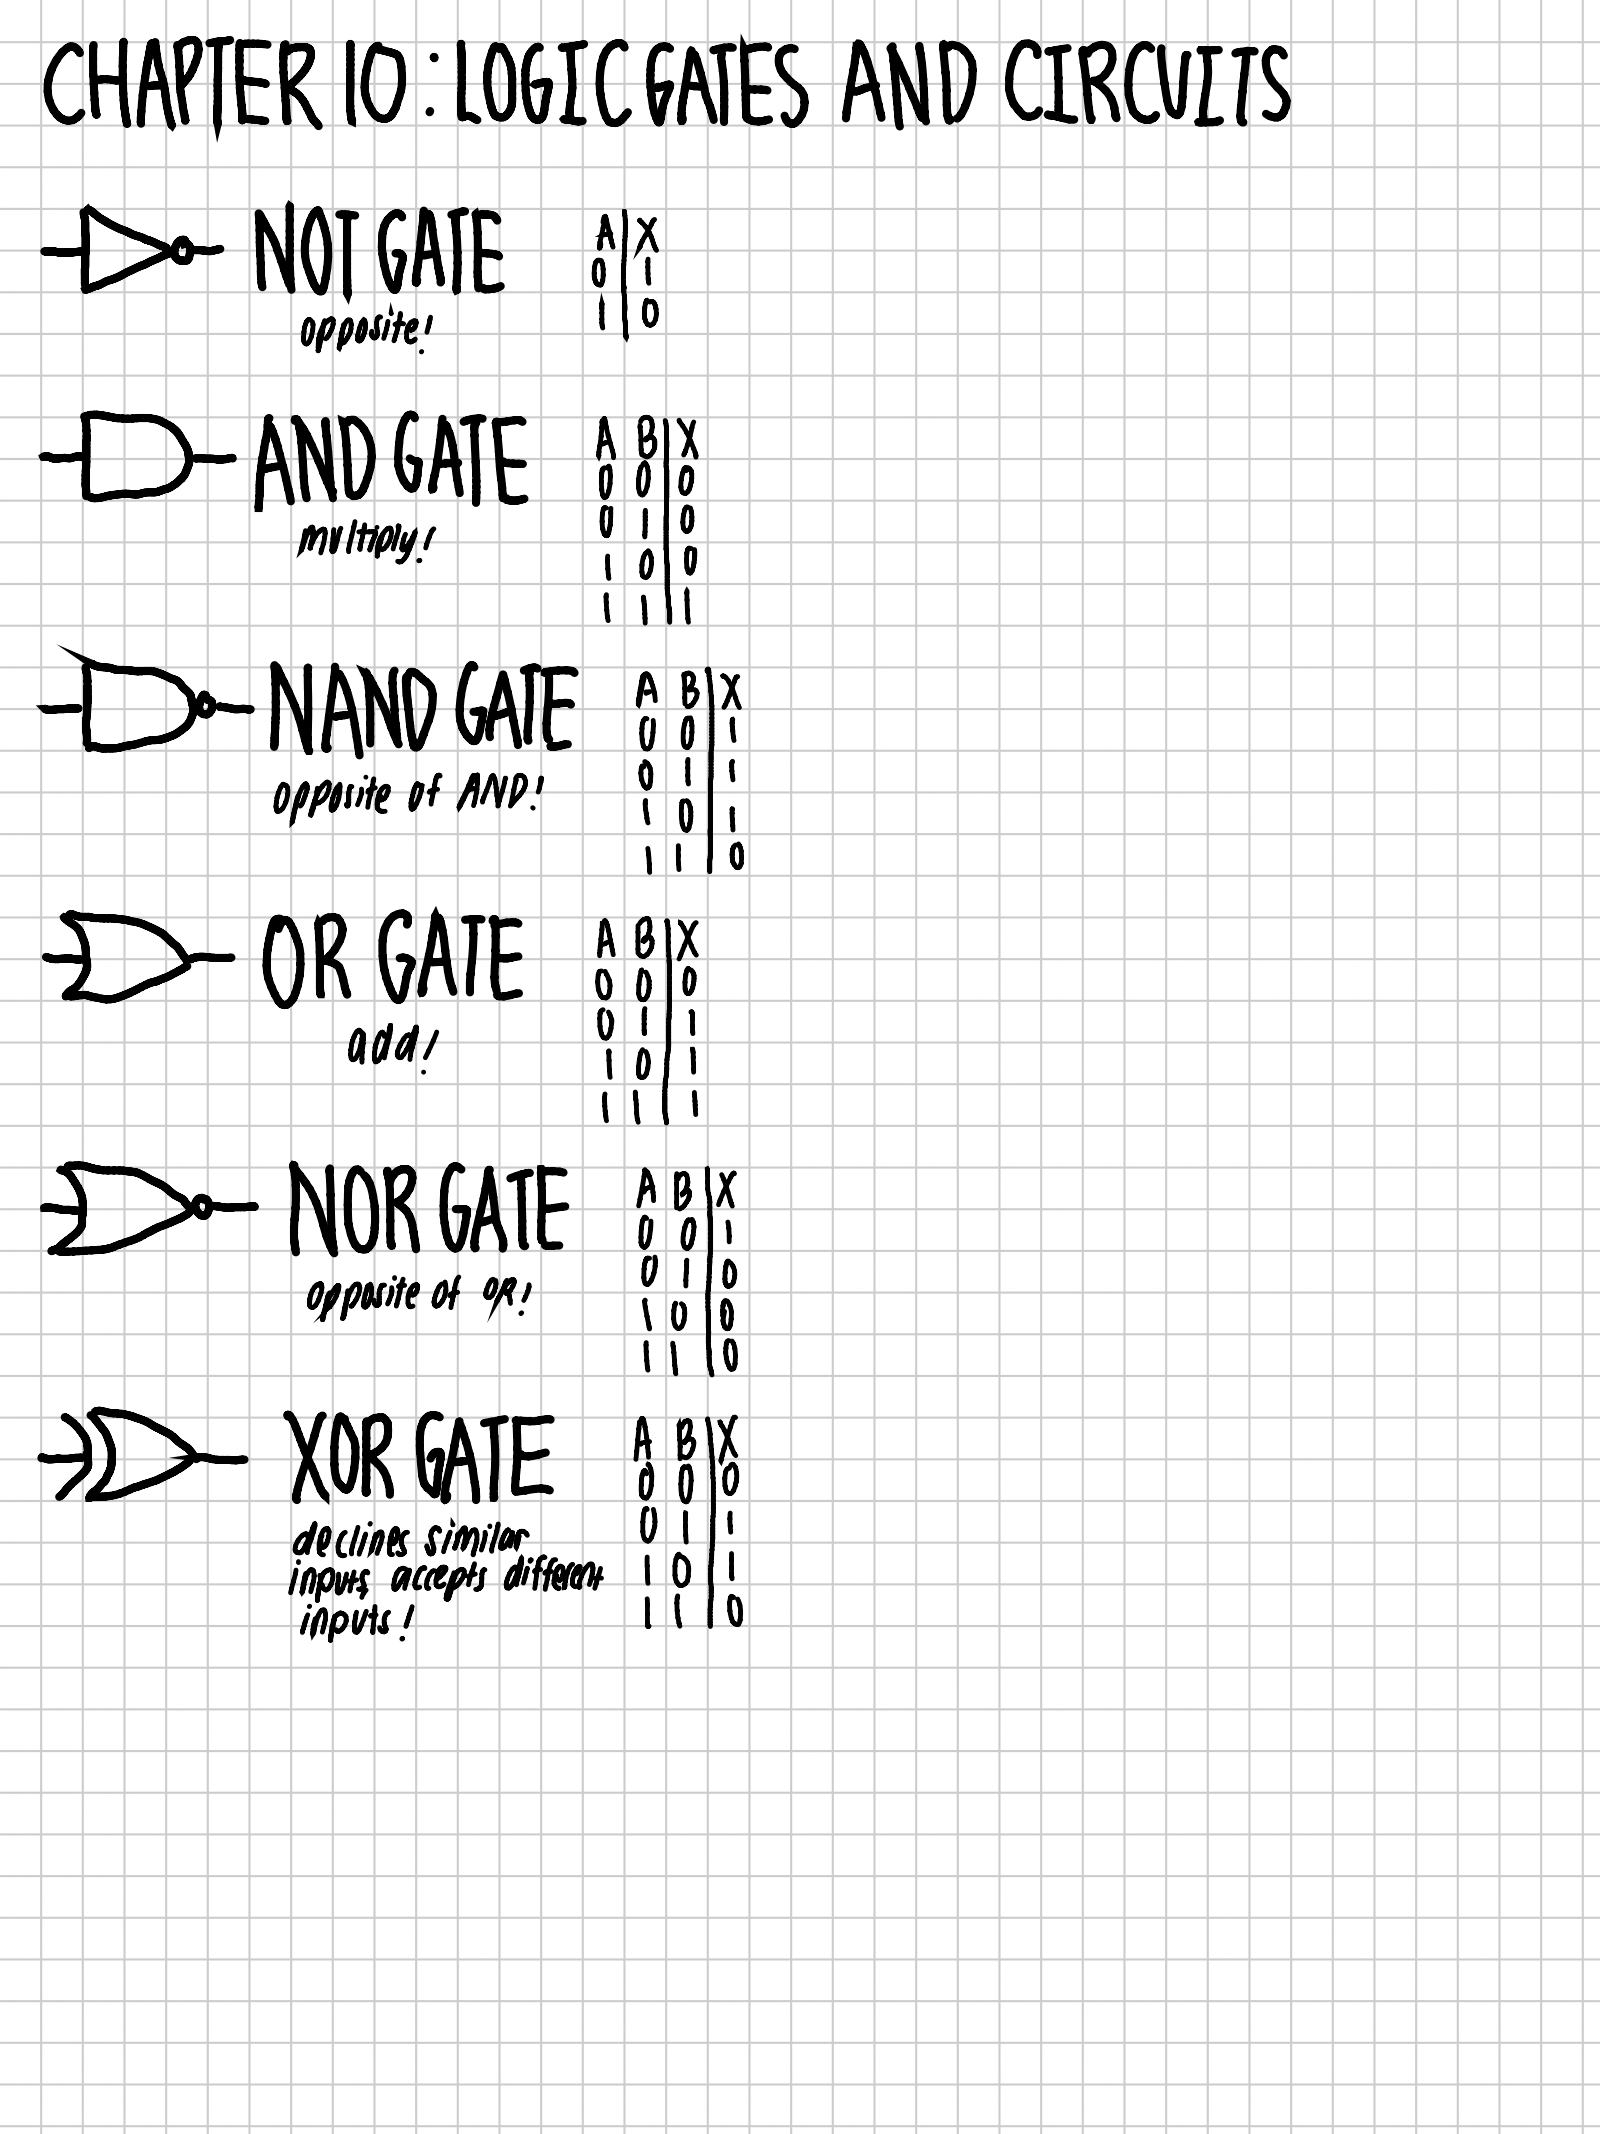 CHAPTER 10: LOGIC GATES AND CIRCUITS
NOT GATE
opposite!
A X
0 1
1 0
AND GATE
multiply!
A B X
0 0 0
0 1 0
1 0 0
1 1 1
NAND GATE
opposite of AND!
A B X
0 0 1
0 1 1
1 0 1
1 1 0
OR GATE
add!
A B X
0 0 0
0 1 1
1 0 1
1 1 1
NOR GATE
opposite of OR!
A B X
0 0 1
0 1 0
1 0 0
1 1 0
XOR GATE
declines similar
inputs, accepts different
inputs!
A B X
0 0 0
0 1 1
1 0 1
1 1 0